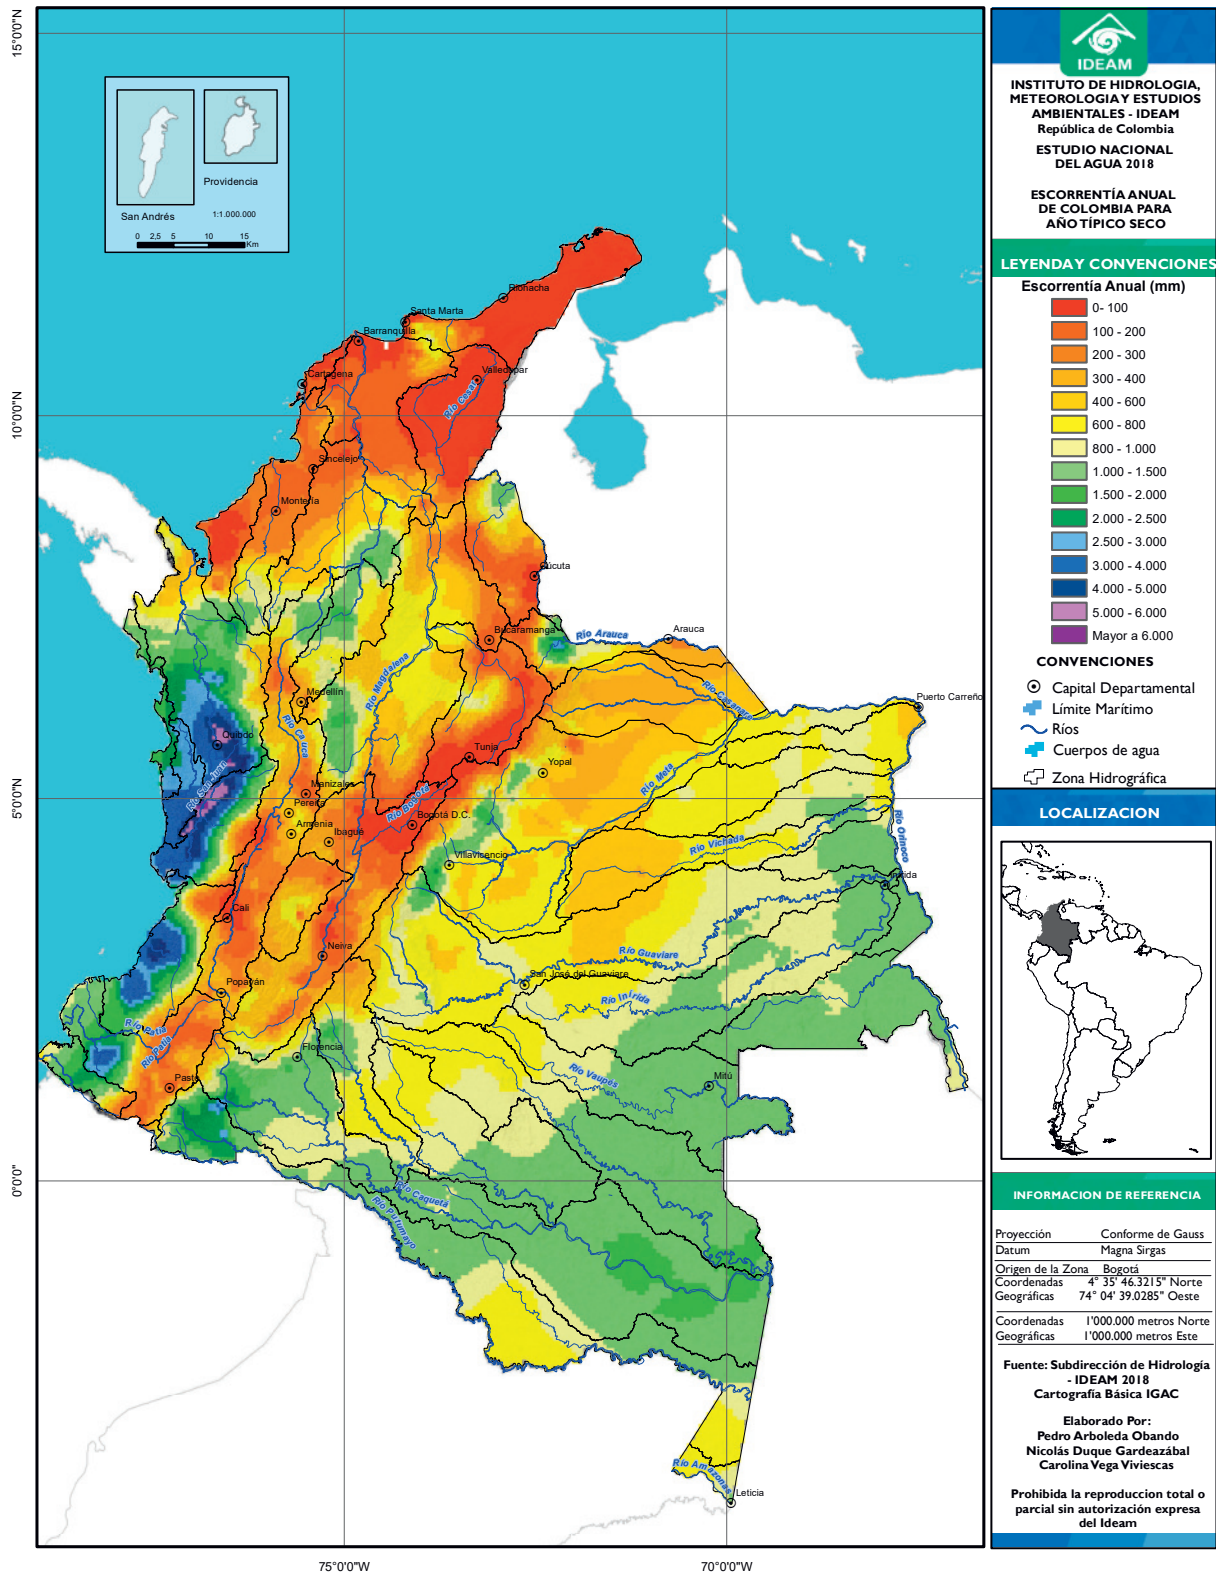 15°0'0"N
10°0'0"N
5°0'0"N
0°0'0"
75°0'0"W
70°0'0"W
San Andrés
Providencia
1:1.000.000
0 2,5 5 10 15
Km
Riohacha
Santa Marta
Barranquilla
Cartagena
Valledupar
Río Cesar
Sincelejo
Montería
Cúcuta
Bucaramanga
Río Arauca
Arauca
Río Magdalena
Río Casanare
Puerto Carreño
Medellín
Río Cauca
Quibdo
Río San Juan
Tunja
Yopal
Río Meta
Manizales
Pereira
Armenia
Ibagué
Río Bogotá
Bogotá D.C.
Río Orinoco
Río Vichada
Villavicencio
Inírida
Cali
Neiva
Río Guaviare
San José del Guaviare
Río Inírida
Popayán
Río Patía
Río Patía
Florencia
Pasto
Río Vaupés
Mitú
Río Caquetá
Río Putumayo
Río Amazonas
Leticia
IDEAM
INSTITUTO DE HIDROLOGIA,
METEOROLOGIA Y ESTUDIOS
AMBIENTALES - IDEAM
República de Colombia
ESTUDIO NACIONAL
DEL AGUA 2018
ESCORRENTÍA ANUAL
DE COLOMBIA PARA
AÑO TÍPICO SECO
LEYENDA Y CONVENCIONES
Escorrentía Anual (mm)
0- 100
100 - 200
200 - 300
300 - 400
400 - 600
600 - 800
800 - 1.000
1.000 - 1.500
1.500 - 2.000
2.000 - 2.500
2.500 - 3.000
3.000 - 4.000
4.000 - 5.000
5.000 - 6.000
Mayor a 6.000
CONVENCIONES
Capital Departamental
Límite Marítimo
Ríos
Cuerpos de agua
Zona Hidrográfica
LOCALIZACION
INFORMACION DE REFERENCIA
Proyección Conforme de Gauss
Datum Magna Sirgas
Origen de la Zona Bogotá
Coordenadas 4° 35' 46.3215" Norte
Geográficas 74° 04' 39.0285" Oeste
Coordenadas 1'000.000 metros Norte
Geográficas 1'000.000 metros Este
Fuente: Subdirección de Hidrología
- IDEAM 2018
Cartografía Básica IGAC
Elaborado Por:
Pedro Arboleda Obando
Nicolás Duque Gardeazábal
Carolina Vega Viviescas
Prohibida la reproduccion total o
parcial sin autorización expresa
del Ideam